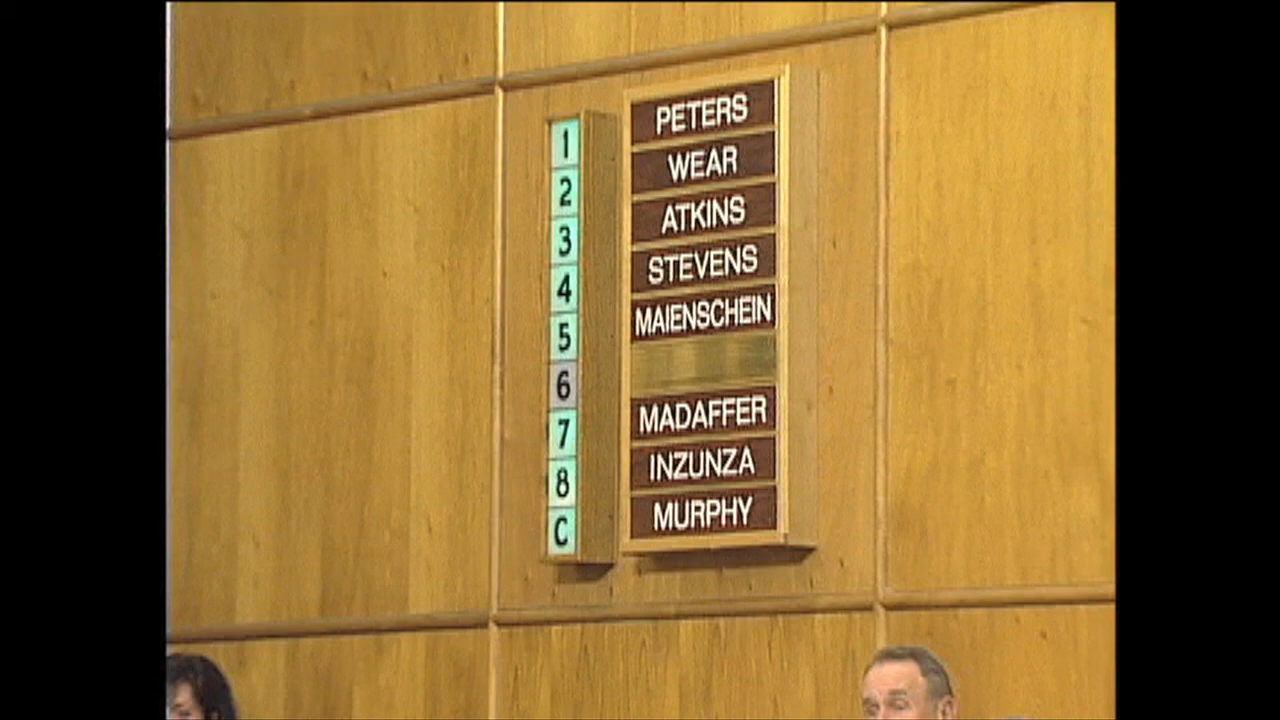 1 PETERS
2 WEAR
3 ATKINS
4 STEVENS
5 MAIENSCHEIN
6
7 MADAFFER
8 INZUNZA
C MURPHY